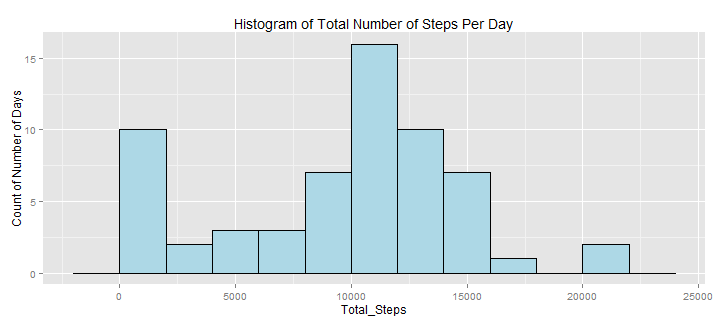 Histogram of Total Number of Steps Per Day
Count of Number of Days
15
10
5
0
0 5000 10000 15000 20000 25000
Total_Steps